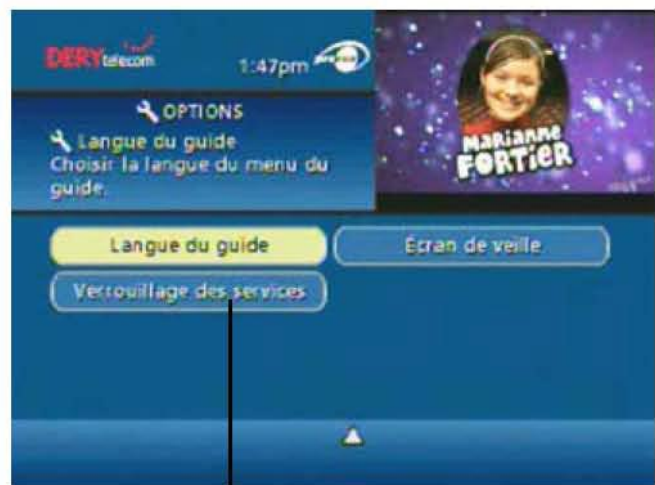 DERYtelecom
1:47pm
OPTIONS
Langue du guide
Choisir la langue du menu du
guide.
Marianne
FORTIER
Langue du guide
Écran de veille
Verrouillage des services